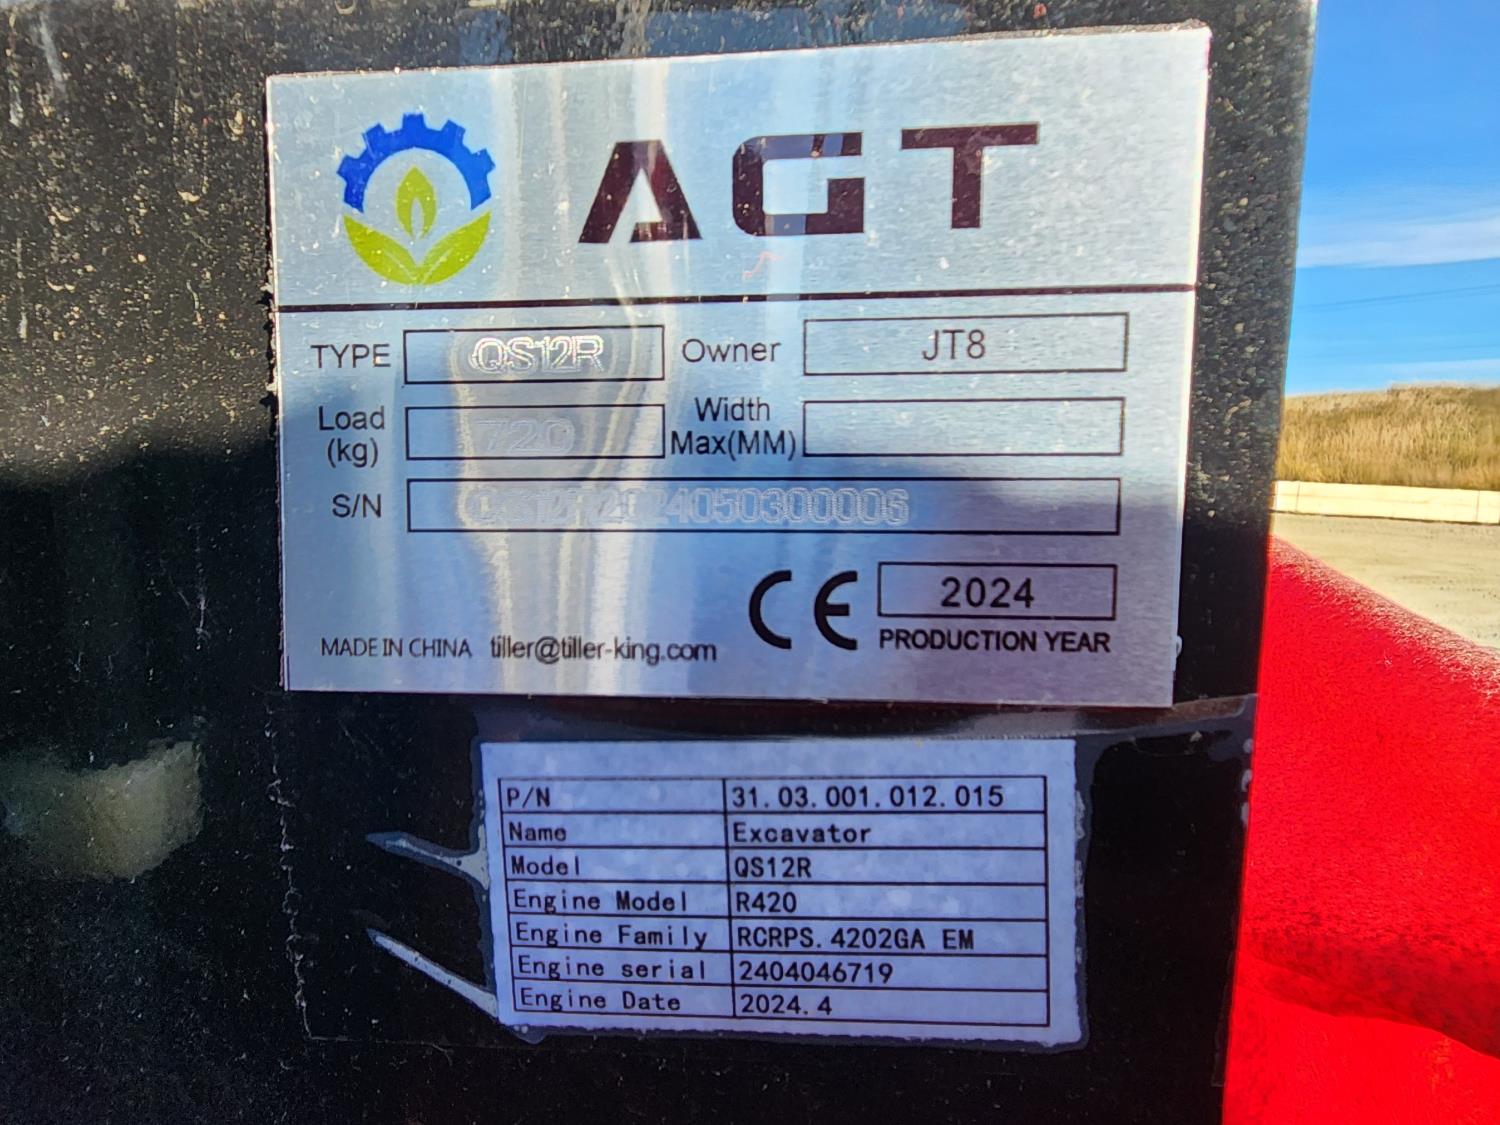 AGT
TYPE QS12R Owner JT8
Load (kg) 720 Width Max(MM)
S/N QS12R2024050300006
CE 2024
MADE IN CHINA tiller@tiller-king.com PRODUCTION YEAR
P/N 31.03.001.012.015
Name Excavator
Model QS12R
Engine Model R420
Engine Family RCRPS.4202GA EM
Engine serial 2404046719
Engine Date 2024.4